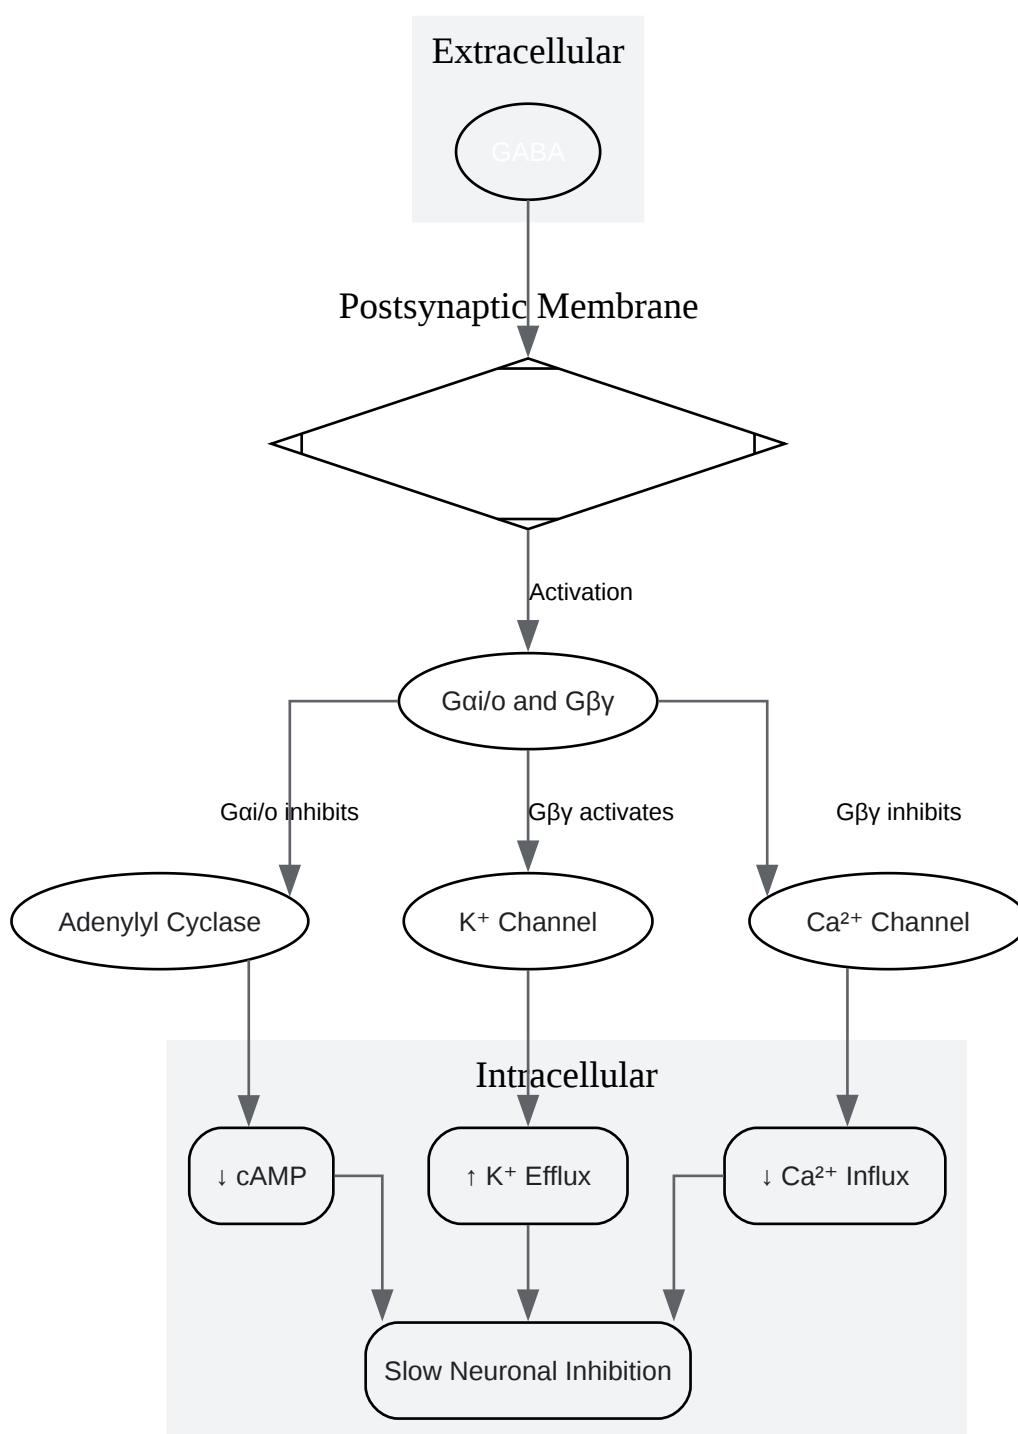 Extracellular
GABA
Postsynaptic Membrane
Activation
Gαi/o and Gβγ
Gαi/o inhibits
Gβγ activates
Gβγ inhibits
Adenylyl Cyclase
K⁺ Channel
Ca²⁺ Channel
Intracellular
↓ cAMP
↑ K⁺ Efflux
↓ Ca²⁺ Influx
Slow Neuronal Inhibition